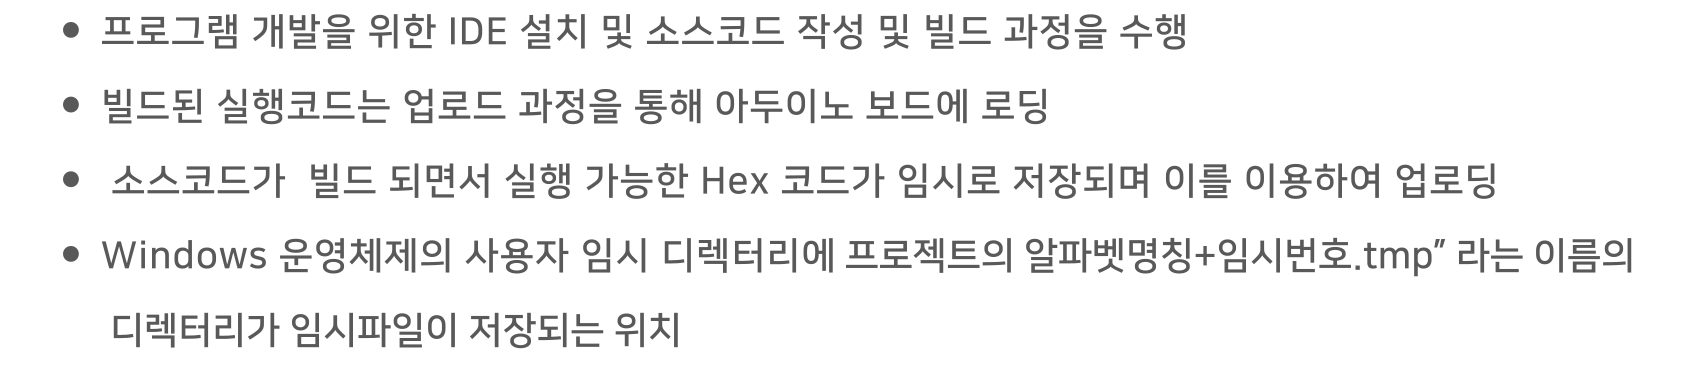 ● 프로그램 개발을 위한 IDE 설치 및 소스코드 작성 및 빌드 과정을 수행
● 빌드된 실행코드는 업로드 과정을 통해 아두이노 보드에 로딩
● 소스코드가 빌드 되면서 실행 가능한 Hex 코드가 임시로 저장되며 이를 이용하여 업로딩
● Windows 운영체제의 사용자 임시 디렉터리에 프로젝트의 알파벳명칭+임시번호.tmp” 라는 이름의
디렉터리가 임시파일이 저장되는 위치